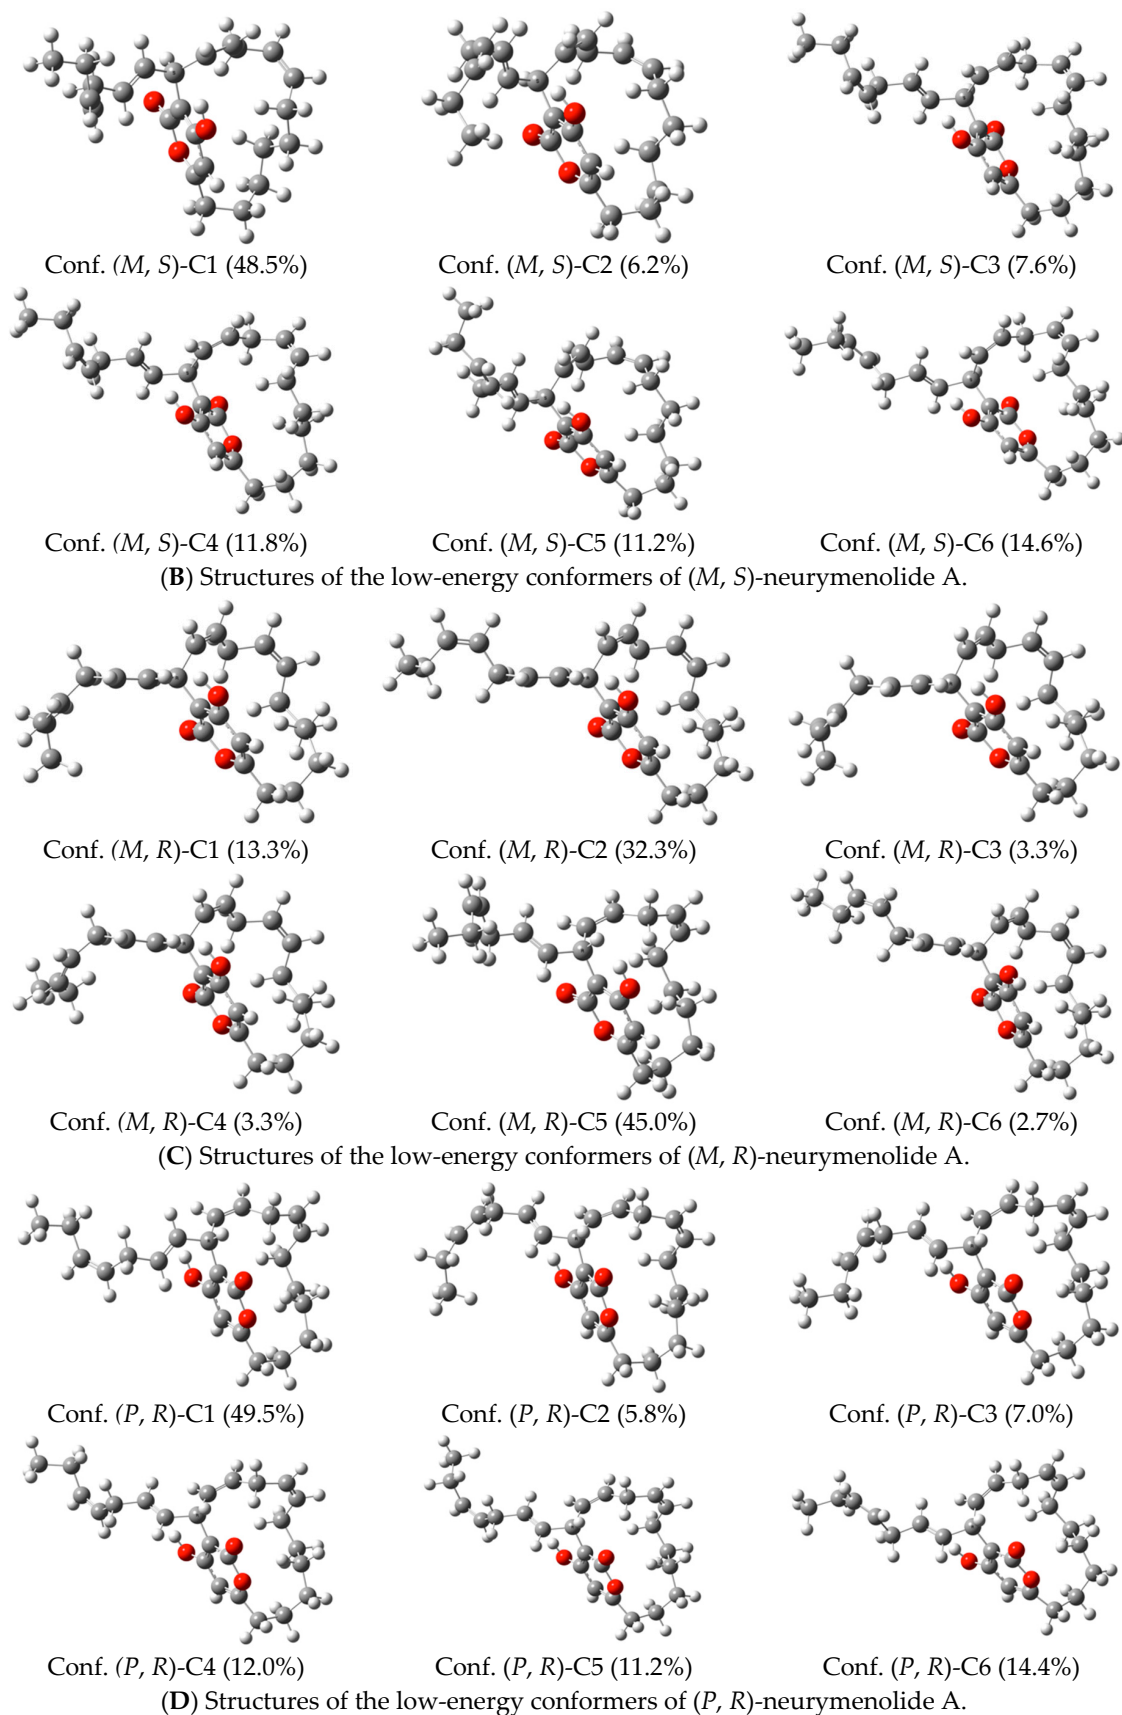 Conf. (M, S)-C1 (48.5%) Conf. (M, S)-C2 (6.2%) Conf. (M, S)-C3 (7.6%)
Conf. (M, S)-C4 (11.8%) Conf. (M, S)-C5 (11.2%) Conf. (M, S)-C6 (14.6%)
(B) Structures of the low-energy conformers of (M, S)-neurymenolide A.
Conf. (M, R)-C1 (13.3%) Conf. (M, R)-C2 (32.3%) Conf. (M, R)-C3 (3.3%)
Conf. (M, R)-C4 (3.3%) Conf. (M, R)-C5 (45.0%) Conf. (M, R)-C6 (2.7%)
(C) Structures of the low-energy conformers of (M, R)-neurymenolide A.
Conf. (P, R)-C1 (49.5%) Conf. (P, R)-C2 (5.8%) Conf. (P, R)-C3 (7.0%)
Conf. (P, R)-C4 (12.0%) Conf. (P, R)-C5 (11.2%) Conf. (P, R)-C6 (14.4%)
(D) Structures of the low-energy conformers of (P, R)-neurymenolide A.